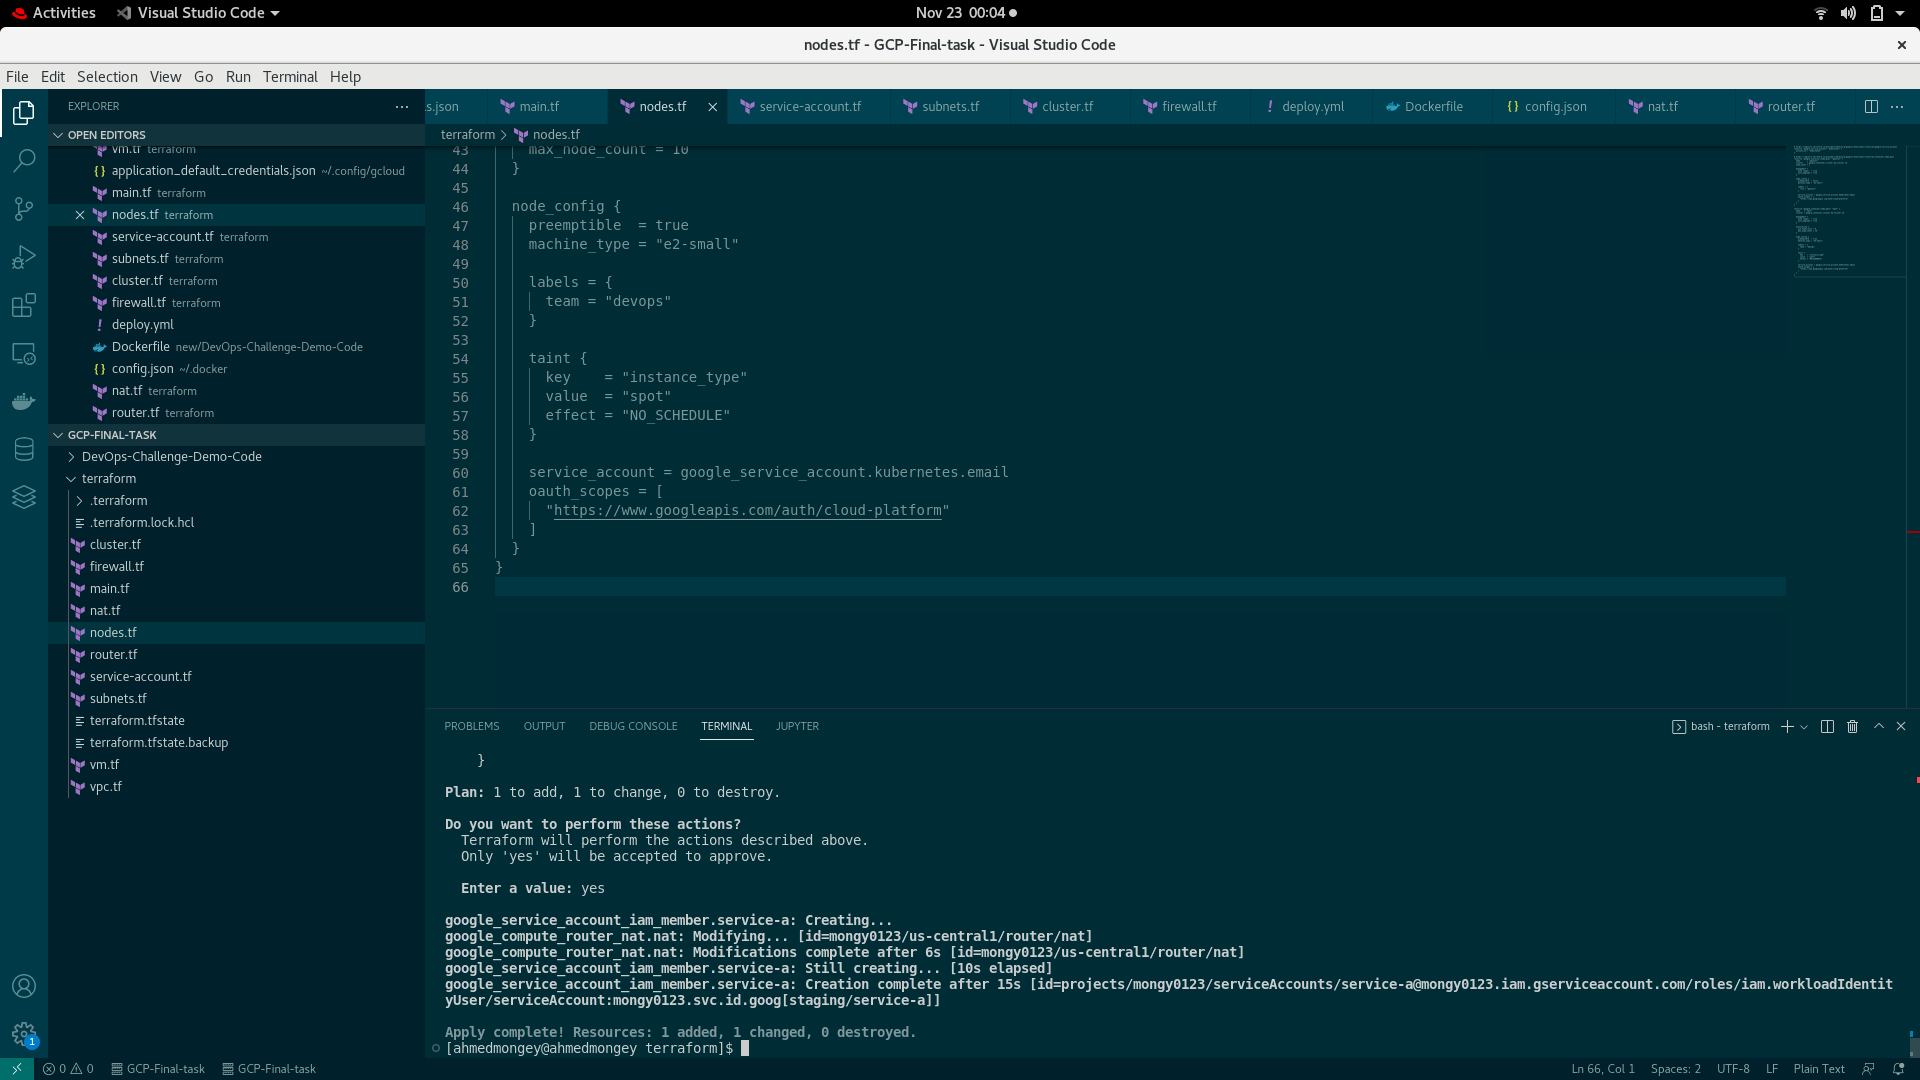 Activities
Visual Studio Code
Nov 23 00:04
nodes.tf - GCP-Final-task - Visual Studio Code
File Edit Selection View Go Run Terminal Help
EXPLORER
s.json
main.tf
nodes.tf
service-account.tf
subnets.tf
cluster.tf
firewall.tf
! deploy.yml
Dockerfile
{} config.json
nat.tf
router.tf
OPEN EDITORS
vm.tf terraform
{} application_default_credentials.json ~/.config/gcloud
main.tf terraform
nodes.tf terraform
service-account.tf terraform
subnets.tf terraform
cluster.tf terraform
firewall.tf terraform
! deploy.yml
Dockerfile new/DevOps-Challenge-Demo-Code
{} config.json ~/.docker
nat.tf terraform
router.tf terraform
GCP-FINAL-TASK
DevOps-Challenge-Demo-Code
terraform
.terraform
.terraform.lock.hcl
cluster.tf
firewall.tf
main.tf
nat.tf
nodes.tf
router.tf
service-account.tf
subnets.tf
terraform.tfstate
terraform.tfstate.backup
vm.tf
vpc.tf
terraform > nodes.tf
43 max_node_count = 10
44 }
45
46 node_config {
47 preemptible  = true
48 machine_type = "e2-small"
49
50 labels = {
51 team = "devops"
52 }
53
54 taint {
55 key    = "instance_type"
56 value  = "spot"
57 effect = "NO_SCHEDULE"
58 }
59
60 service_account = google_service_account.kubernetes.email
61 oauth_scopes = [
62 "https://www.googleapis.com/auth/cloud-platform"
63 ]
64 }
65 }
66
PROBLEMS OUTPUT DEBUG CONSOLE TERMINAL JUPYTER
bash - terraform
}
Plan: 1 to add, 1 to change, 0 to destroy.
Do you want to perform these actions?
Terraform will perform the actions described above.
Only 'yes' will be accepted to approve.
Enter a value: yes
google_service_account_iam_member.service-a: Creating...
google_compute_router_nat.nat: Modifying... [id=mongy0123/us-central1/router/nat]
google_compute_router_nat.nat: Modifications complete after 6s [id=mongy0123/us-central1/router/nat]
google_service_account_iam_member.service-a: Still creating... [10s elapsed]
google_service_account_iam_member.service-a: Creation complete after 15s [id=projects/mongy0123/serviceAccounts/service-a@mongy0123.iam.gserviceaccount.com/roles/iam.workloadIdentit
yUser/serviceAccount:mongy0123.svc.id.goog[staging/service-a]]
Apply complete! Resources: 1 added, 1 changed, 0 destroyed.
[ahmedmongey@ahmedmongey terraform]$
1
0 0 GCP-Final-task GCP-Final-task
Ln 66, Col 1 Spaces: 2 UTF-8 LF Plain Text